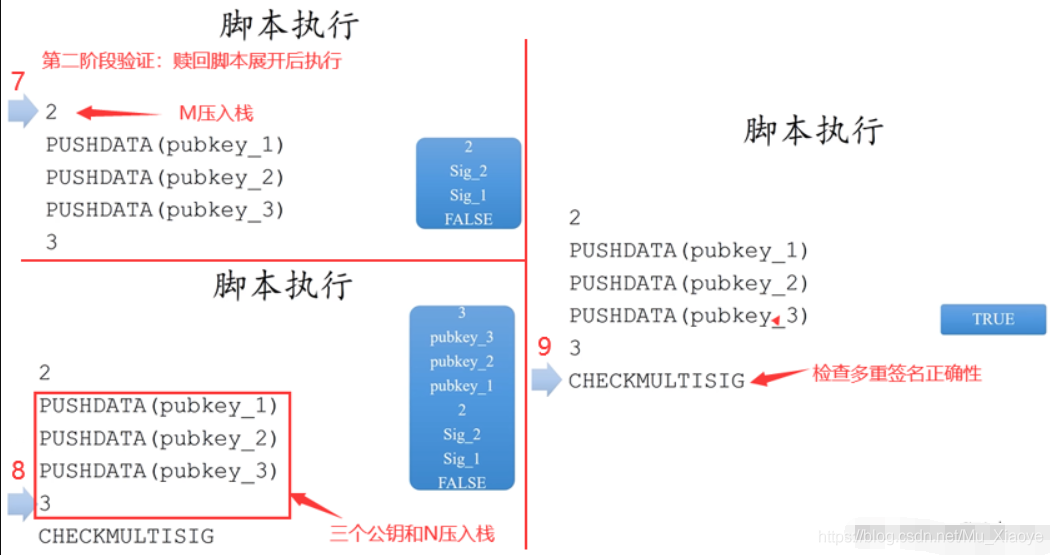 脚本执行
第二阶段验证：赎回脚本展开后执行
7
2
M压入栈
PUSHDATA(pubkey_1)
PUSHDATA(pubkey_2)
PUSHDATA(pubkey_3)
3
2
Sig_2
Sig_1
FALSE
脚本执行
2
PUSHDATA(pubkey_1)
PUSHDATA(pubkey_2)
PUSHDATA(pubkey_3)
8
3
CHECKMULTISIG
三个公钥和N压入栈
3
pubkey_3
pubkey_2
pubkey_1
2
Sig_2
Sig_1
FALSE
脚本执行
2
PUSHDATA(pubkey_1)
PUSHDATA(pubkey_2)
PUSHDATA(pubkey_3)
TRUE
9
3
CHECKMULTISIG
检查多重签名正确性
https://blog.csdn.net/Mu_Xiaoye